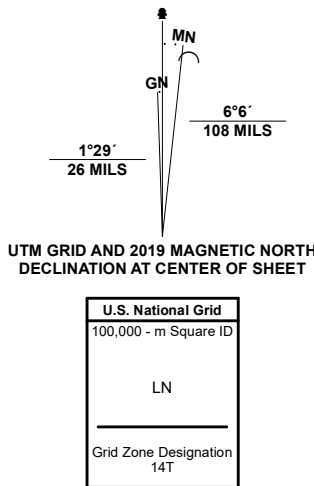 MN
GN
6°6´
108 MILS
1°29´
26 MILS
UTM GRID AND 2019 MAGNETIC NORTH
DECLINATION AT CENTER OF SHEET
U.S. National Grid
100,000 - m Square ID
LN
Grid Zone Designation
14T